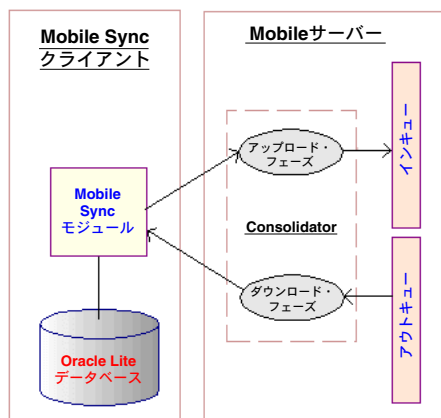 Mobile Sync
クライアント
Mobileサーバー
アップロード・
フェーズ
インキュー
Mobile
Sync
モジュール
Consolidator
ダウンロード・
フェーズ
アウトキュー
Oracle Lite
データベース